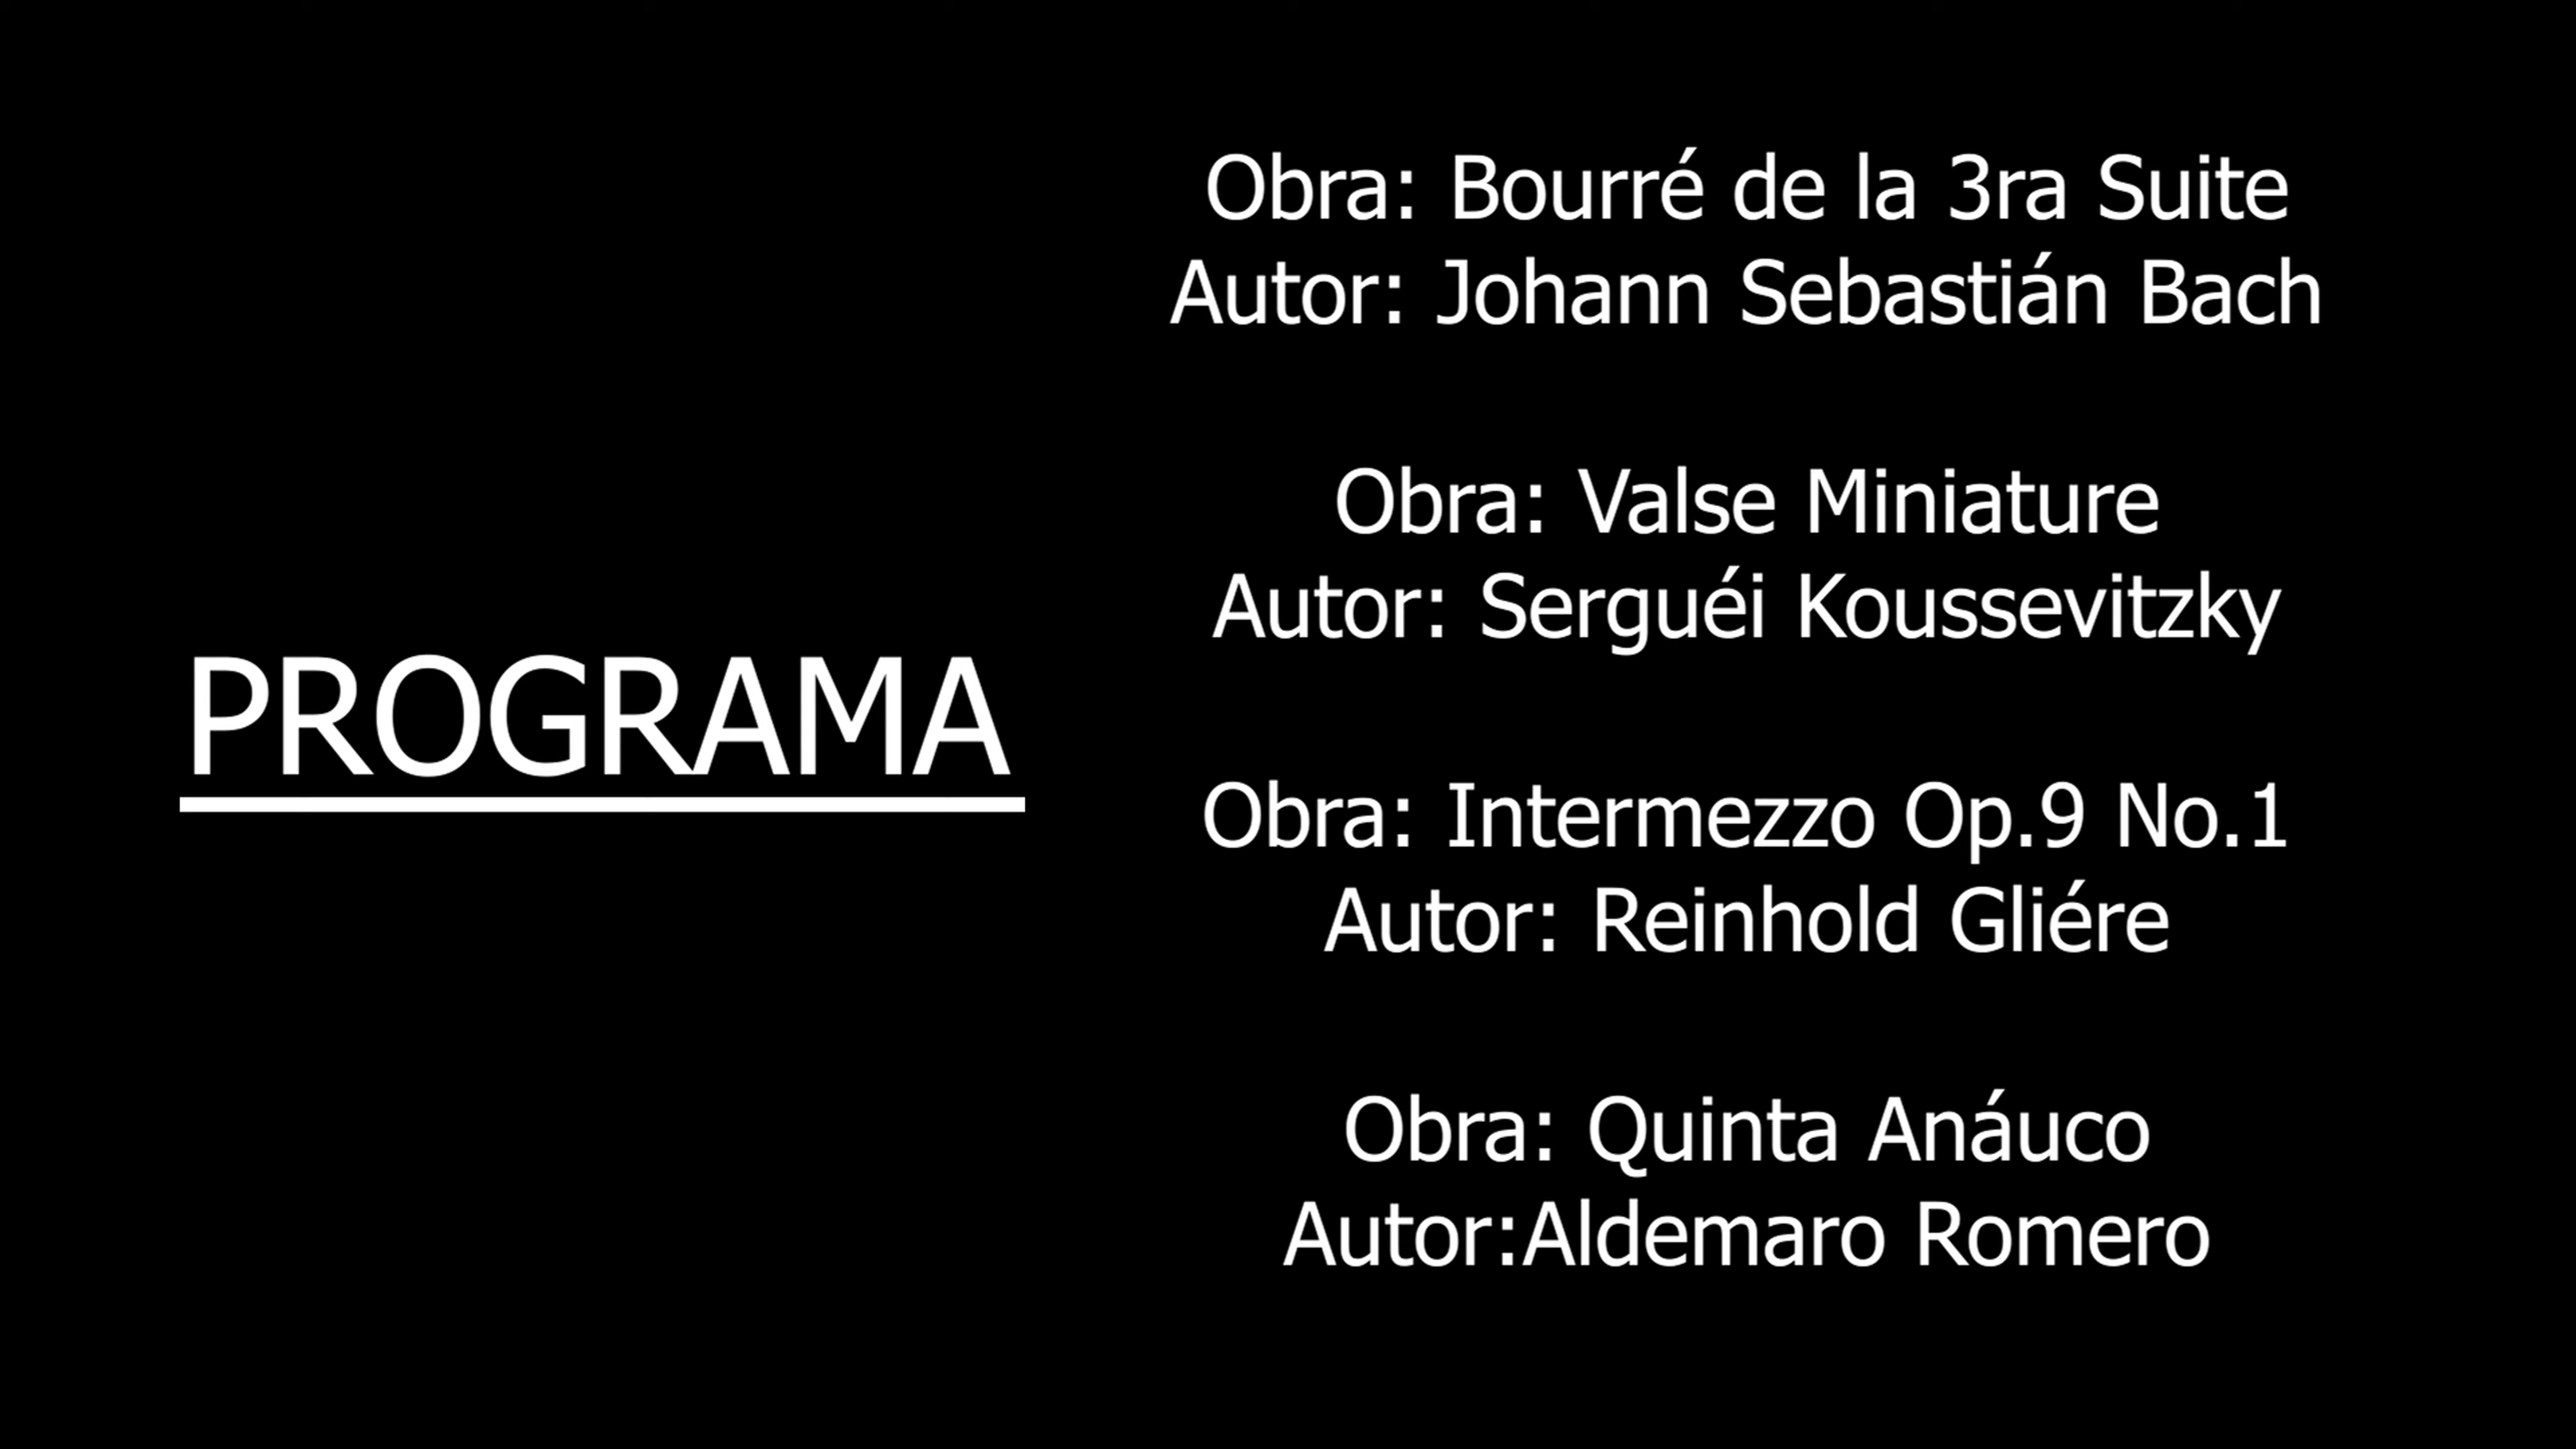 PROGRAMA
Obra: Bourré de la 3ra Suite
Autor: Johann Sebastián Bach
Obra: Valse Miniature
Autor: Serguéi Koussevitzky
Obra: Intermezzo Op.9 No.1
Autor: Reinhold Gliére
Obra: Quinta Anáuco
Autor:Aldemaro Romero